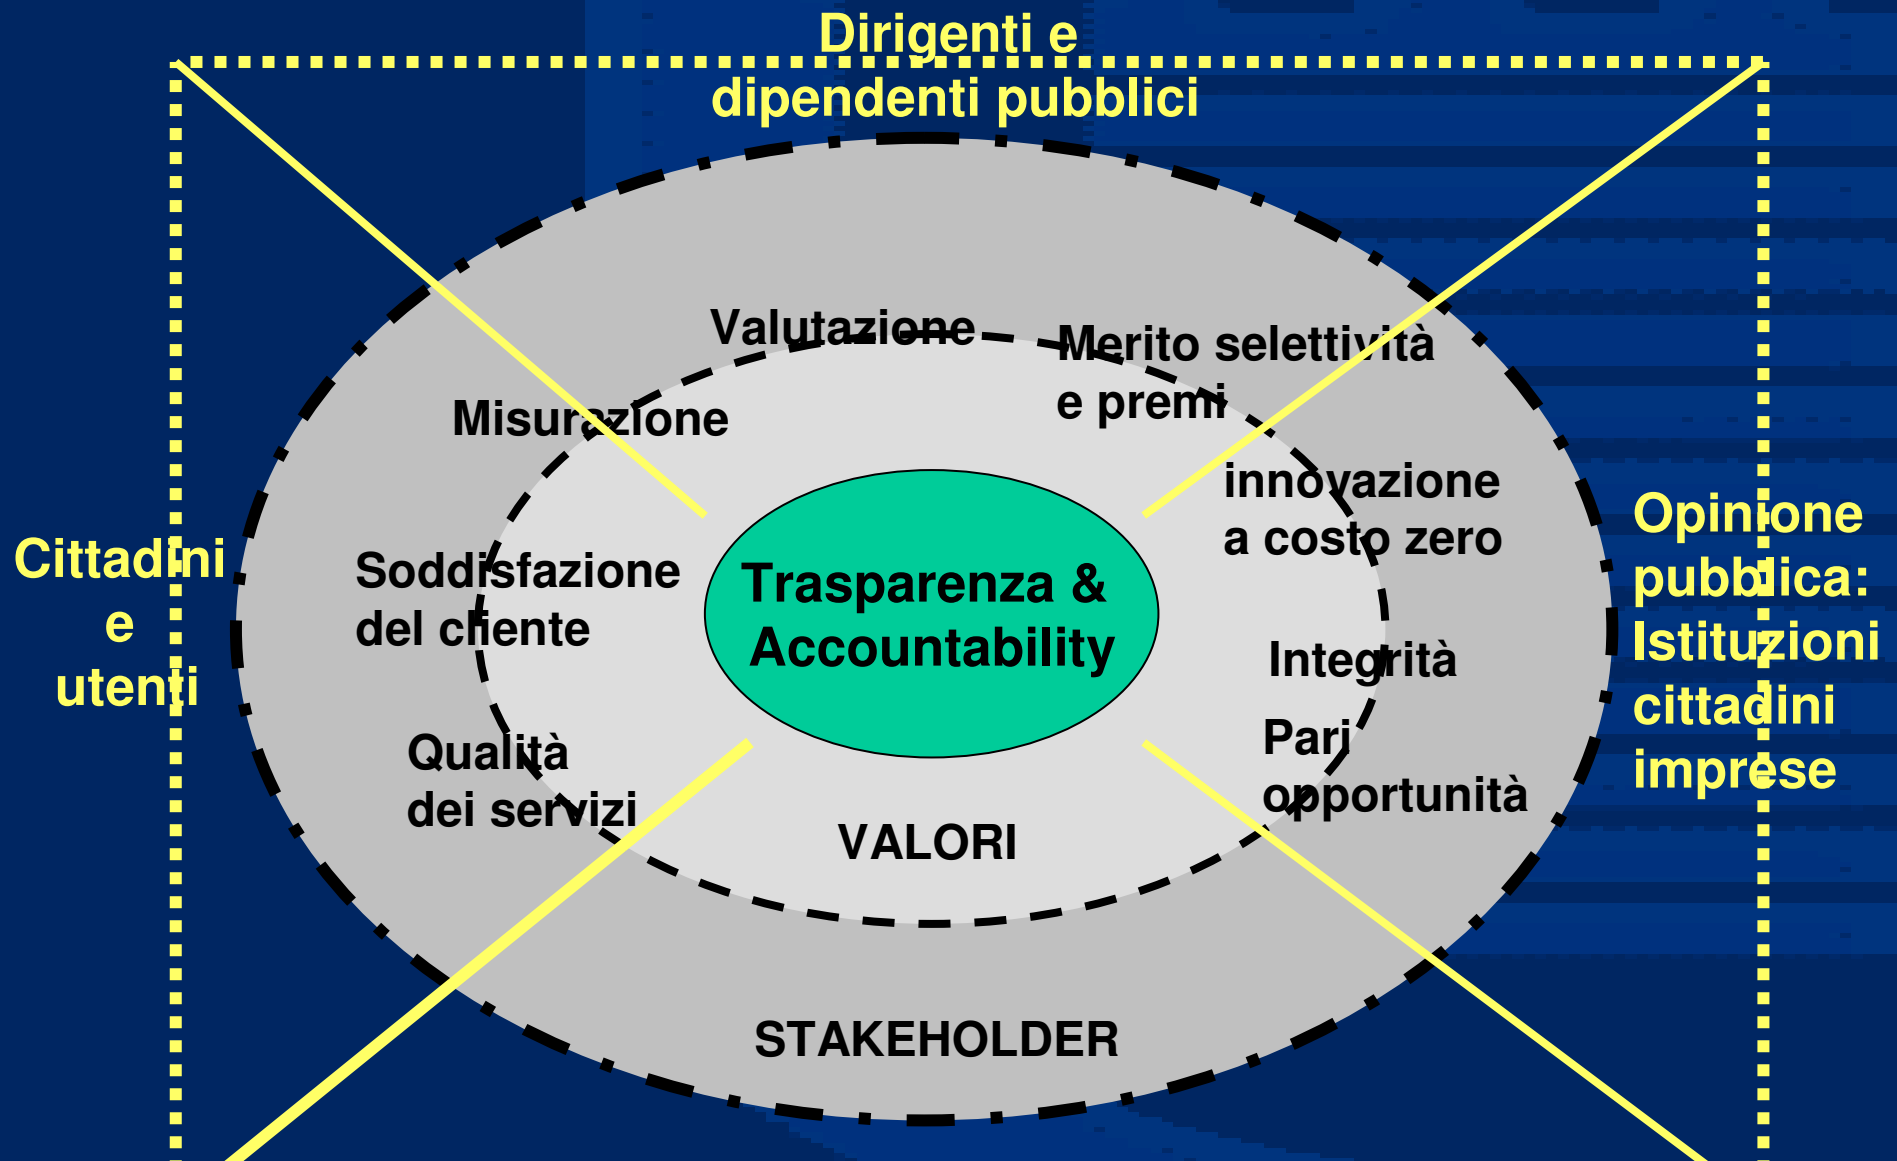 Dirigenti e
dipendenti pubblici
Valutazione
Merito selettività
e premi
Misurazione
innovazione
a costo zero
Cittadini
e
utenti
Soddisfazione
del cliente
Trasparenza &
Accountability
Opinione
pubblica:
Istituzioni
cittadini
imprese
Integrità
Qualità
dei servizi
Pari
opportunità
VALORI
STAKEHOLDER